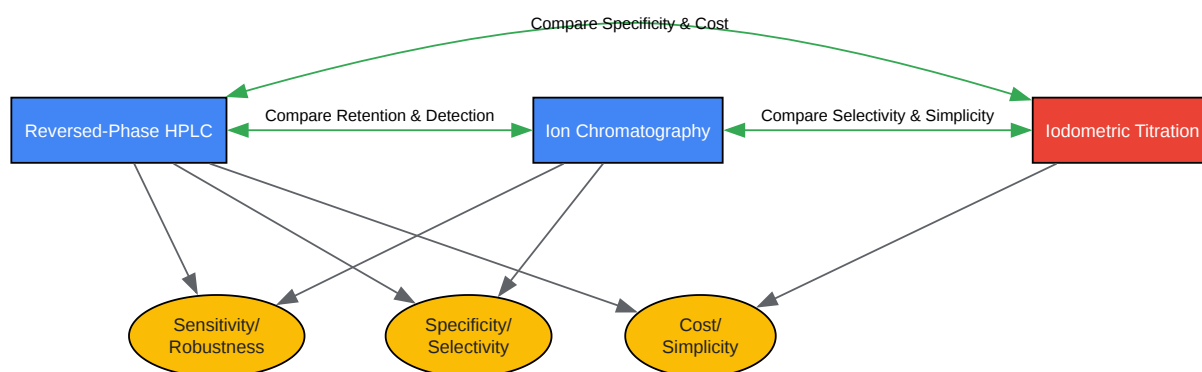 Compare Specificity & Cost
Reversed-Phase HPLC
Compare Retention & Detection
Ion Chromatography
Compare Selectivity & Simplicity
Iodometric Titration
Sensitivity/
Robustness
Specificity/
Selectivity
Cost/
Simplicity